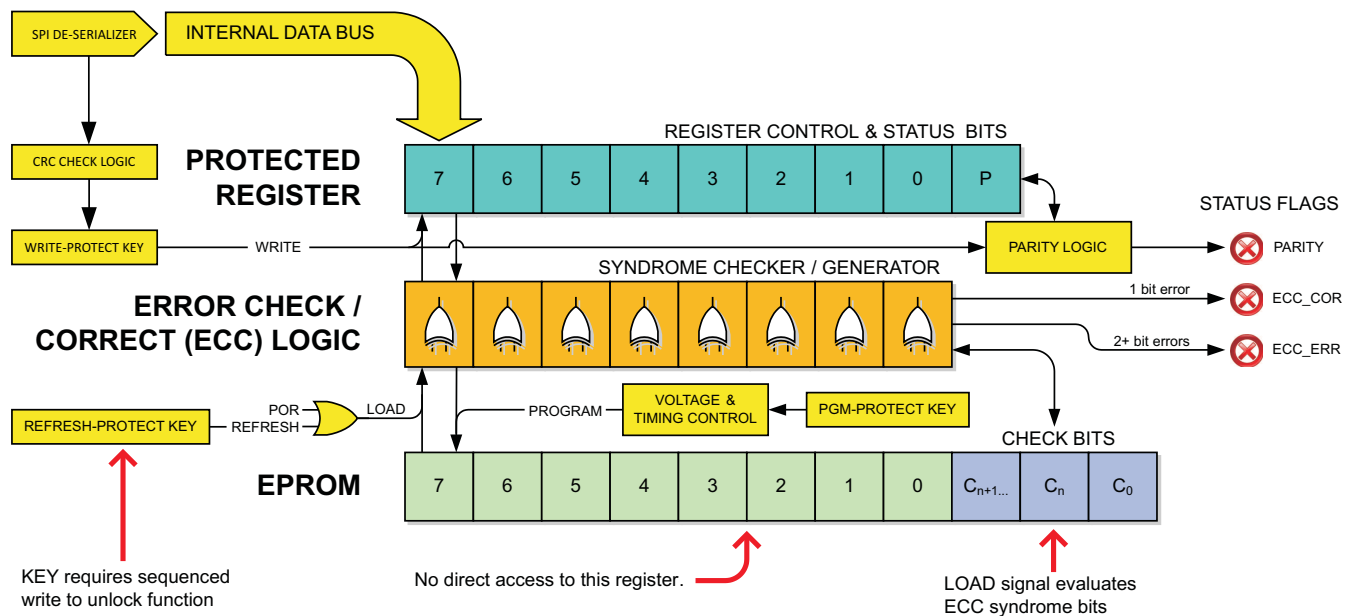 SPI DE-SERIALIZER
INTERNAL DATA BUS
REGISTER CONTROL & STATUS BITS
CRC CHECK LOGIC
PROTECTED
REGISTER
7 6 5 4 3 2 1 0 P
STATUS FLAGS
WRITE-PROTECT KEY
WRITE
PARITY LOGIC
PARITY
SYNDROME CHECKER / GENERATOR
ERROR CHECK /
CORRECT (ECC) LOGIC
1 bit error
ECC_COR
2+ bit errors
ECC_ERR
REFRESH-PROTECT KEY
POR
REFRESH
LOAD
PROGRAM
VOLTAGE &
TIMING CONTROL
PGM-PROTECT KEY
CHECK BITS
EPROM
7 6 5 4 3 2 1 0 Cn+1... Cn C0
KEY requires sequenced
write to unlock function
No direct access to this register.
LOAD signal evaluates
ECC syndrome bits